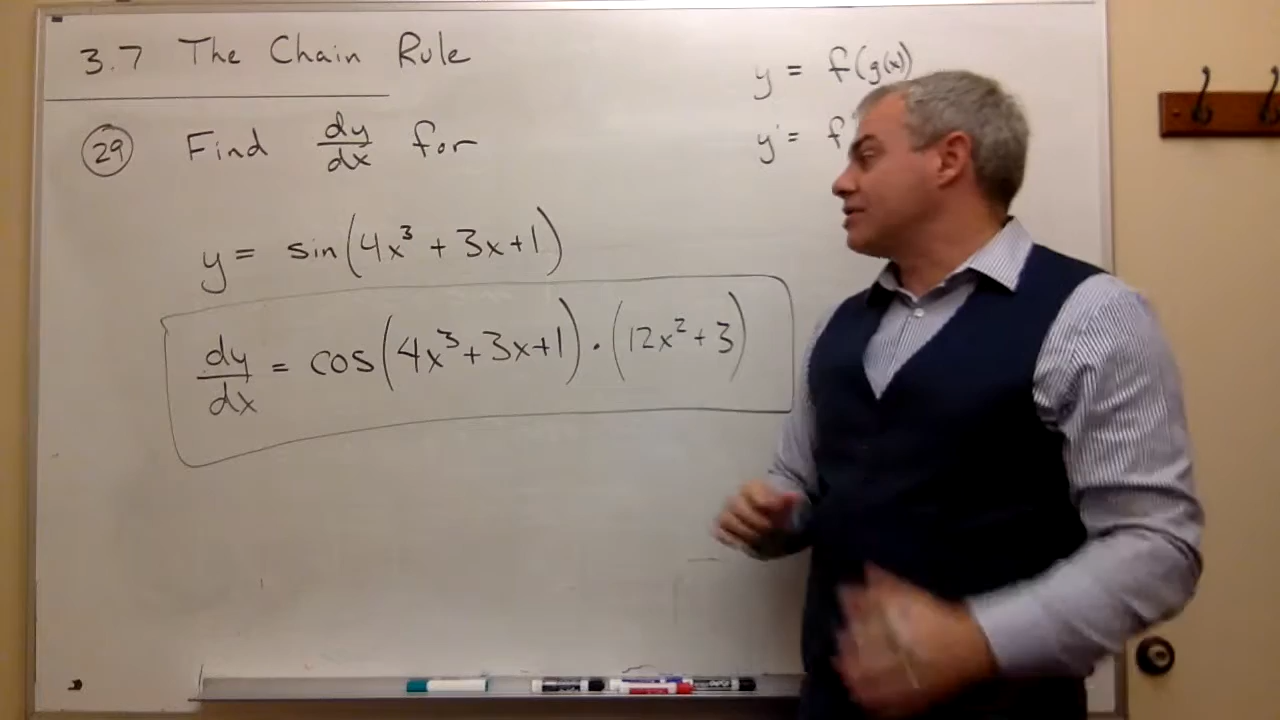 3.7 The Chain Rule
y = f(g(x))
y' = f
29 Find dy/dx for
y = sin(4x³ + 3x + 1)
dy/dx = cos(4x³ + 3x + 1) · (12x² + 3)